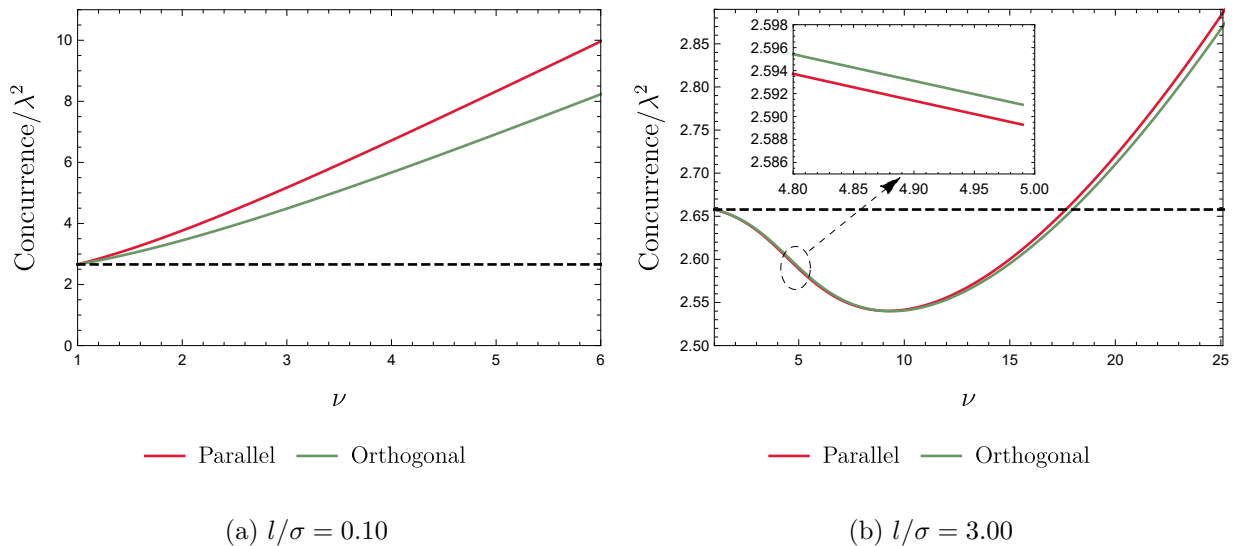 Concurrence/λ²
10
8
6
4
2
0
1 2 3 4 5 6
ν
Parallel Orthogonal
(a) l/σ = 0.10
Concurrence/λ²
2.85
2.80
2.75
2.70
2.65
2.60
2.55
2.50
2.598
2.596
2.594
2.592
2.590
2.588
2.586
4.80 4.85 4.90 4.95 5.00
5 10 15 20 25
ν
Parallel Orthogonal
(b) l/σ = 3.00